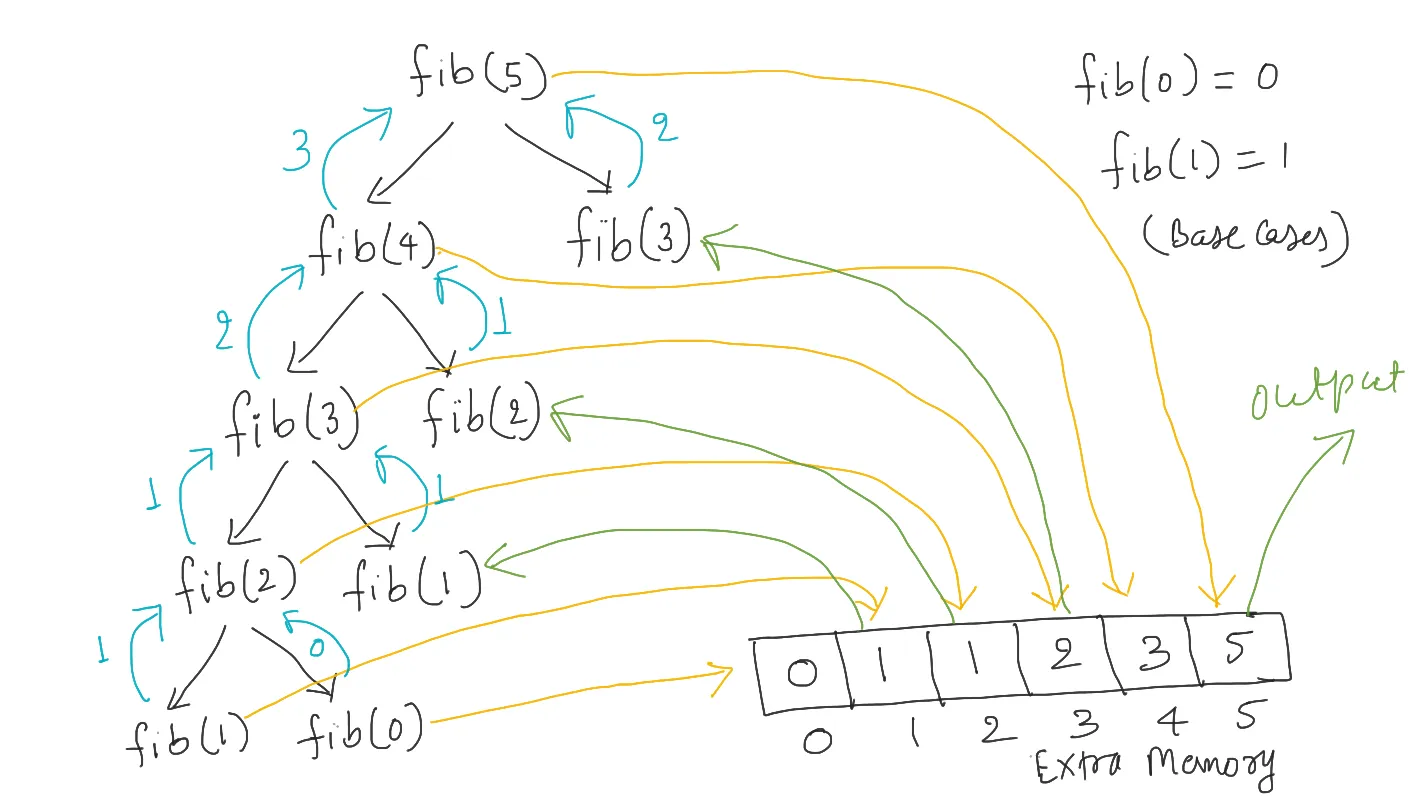 fib(5)
fib(0) = 0
3
2
fib(1) = 1
fib(4)
fib(3)
(Base Cases)
2
1
fib(3)
fib(2)
output
1
1
fib(2)
fib(1)
1
0
0 1 1 2 3 5
fib(1)
fib(0)
0 1 2 3 4 5
Extra Memory